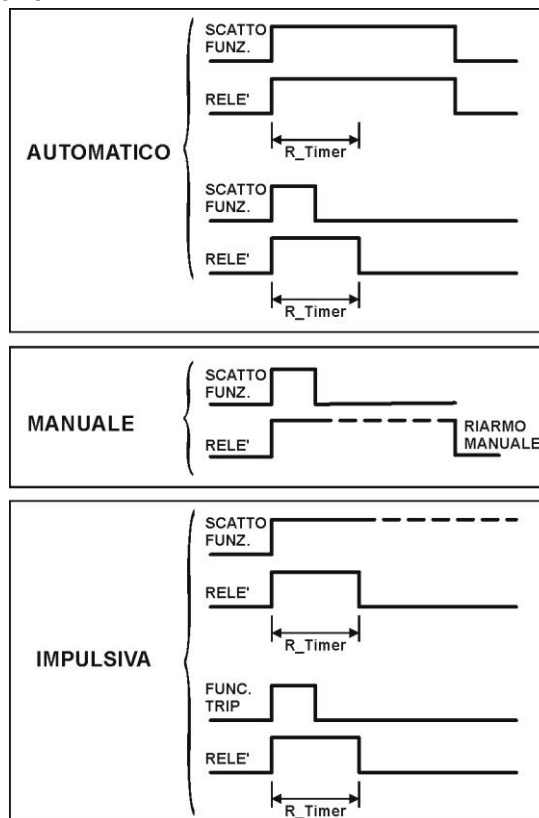 SCATTO
FUNZ.
RELE'
AUTOMATICO
R_Timer
SCATTO
FUNZ.
RELE'
R_Timer
SCATTO
FUNZ.
MANUALE
RELE'
RIARMO
MANUALE
SCATTO
FUNZ.
RELE'
R_Timer
IMPULSIVA
FUNC.
TRIP
RELE'
R_Timer